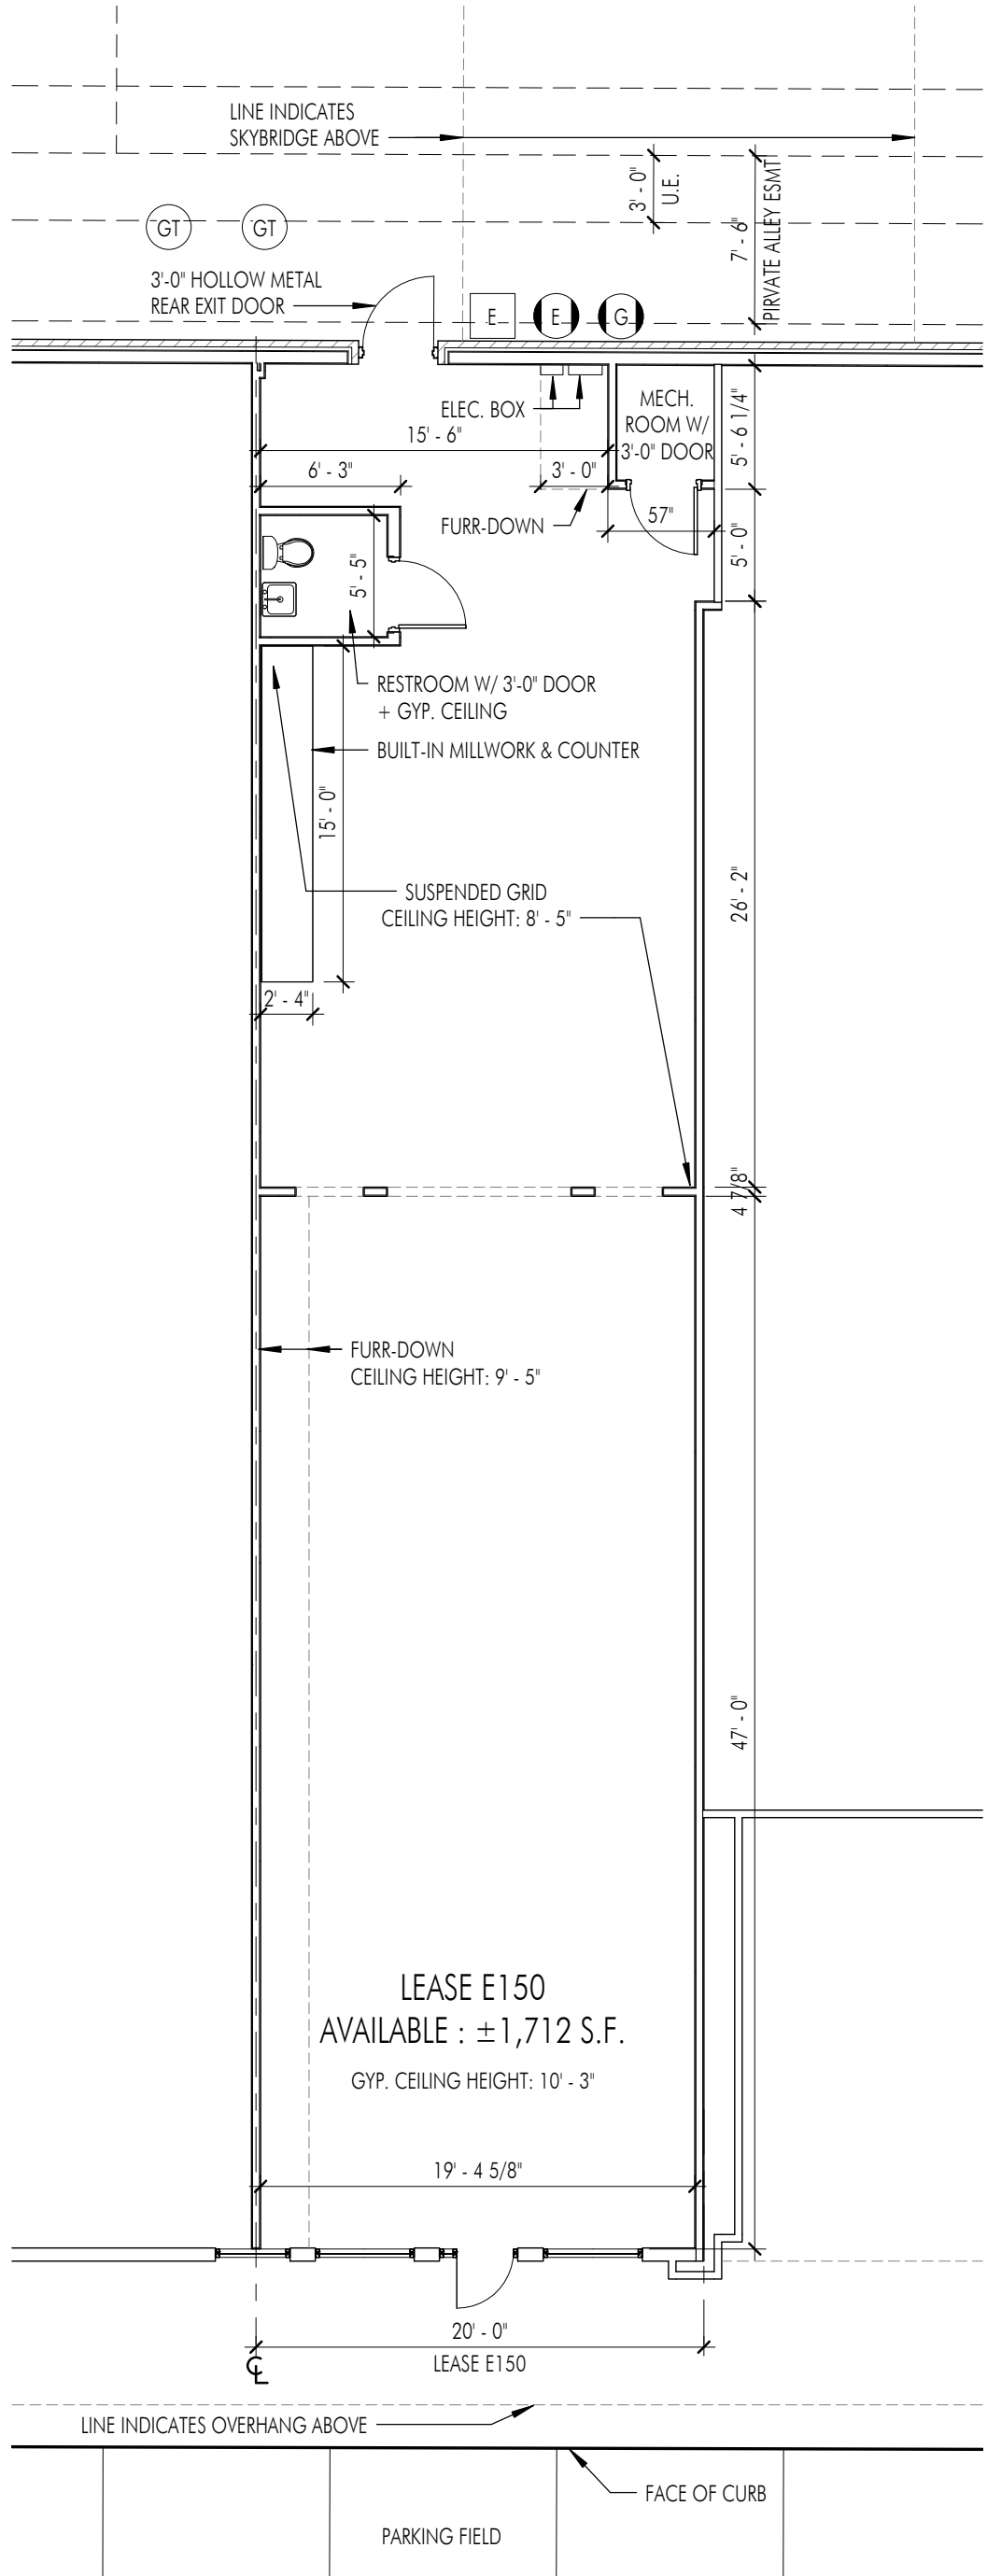 LINE INDICATES
SKYBRIDGE ABOVE
3' - 0"
U.E.
7' - 6"
PIRVATE ALLEY ESMT
GT
GT
3'-0" HOLLOW METAL
REAR EXIT DOOR
E
E
G
ELEC. BOX
MECH.
ROOM W/
3'-0" DOOR
5' - 6 1/4"
15' - 6"
6' - 3"
3' - 0"
FURR-DOWN
57"
5' - 0"
5' - 5"
RESTROOM W/ 3'-0" DOOR
+ GYP. CEILING
BUILT-IN MILLWORK & COUNTER
15' - 0"
SUSPENDED GRID
CEILING HEIGHT: 8' - 5"
26' - 2"
2' - 4"
4 7/8"
FURR-DOWN
CEILING HEIGHT: 9' - 5"
47' - 0"
LEASE E150
AVAILABLE : ±1,712 S.F.
GYP. CEILING HEIGHT: 10' - 3"
19' - 4 5/8"
20' - 0"
LEASE E150
CL
LINE INDICATES OVERHANG ABOVE
FACE OF CURB
PARKING FIELD